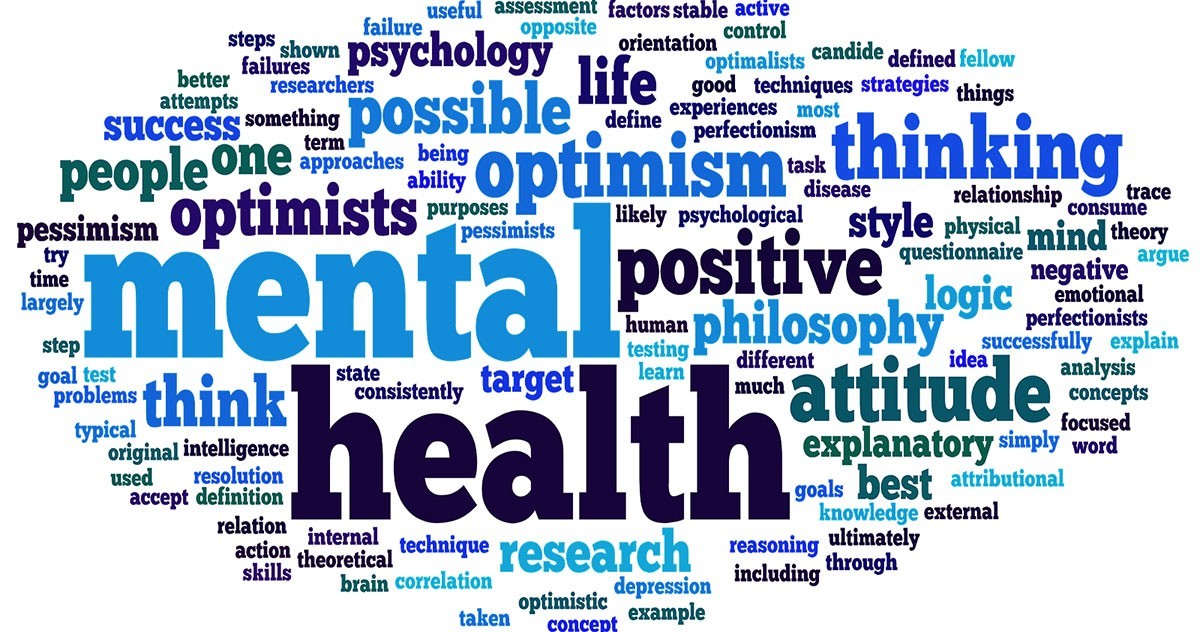 useful assessment factors stable active
failure opposite control
steps shown psychology orientation candide
failures optimalists defined fellow
better researchers life good techniques strategies things
attempts possible experiences most
success something define perfectionism thinking
term
people one approaches being optimism task
ability disease
optimists purposes likely psychological relationship trace
consume
pessimism pessimists style physical mind theory
try mental positive questionnaire argue
time negative
largely logic emotional
human philosophy perfectionists
step testing successfully explain
different idea
goal test state target learn analysis
problems think consistently much attitude concepts
typical health focused
original intelligence explanatory simply word
used resolution best attributional
accept definition goals
knowledge external
relation internal technique research reasoning ultimately
action theoretical through
skills brain correlation including
depression
optimistic example
taken concept